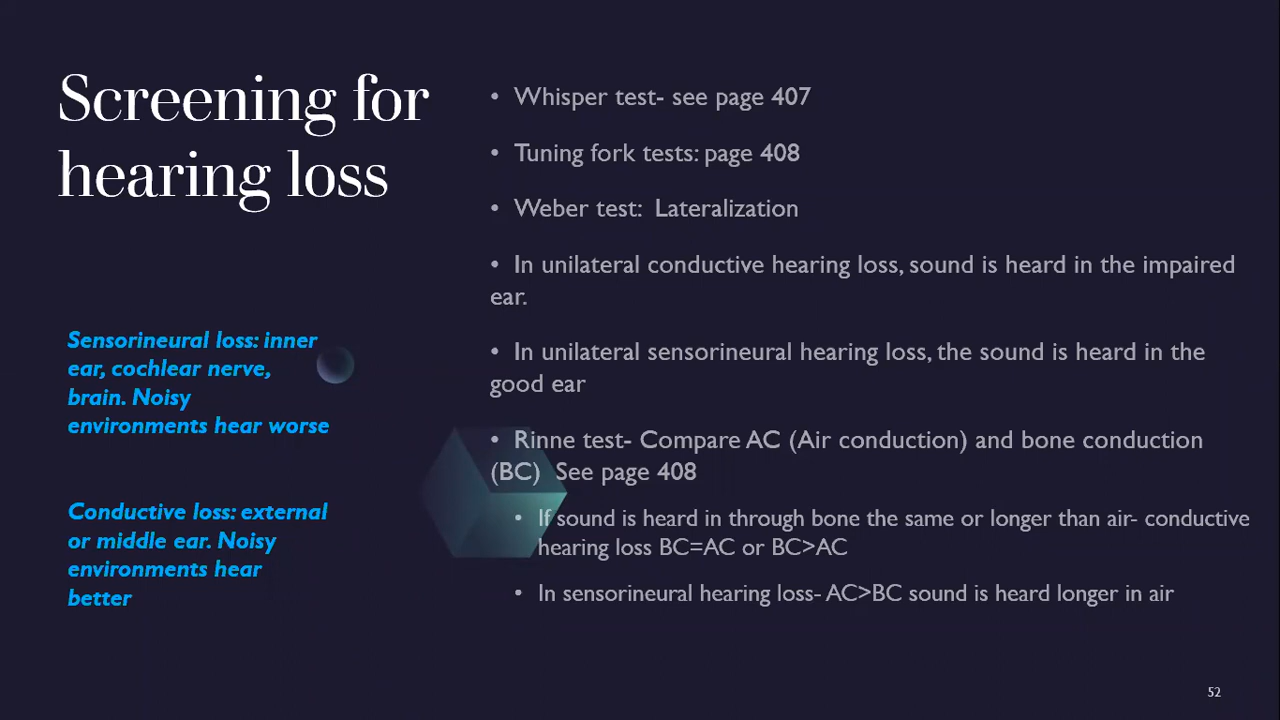 Screening for
hearing loss
Sensorineural loss: inner
ear, cochlear nerve,
brain. Noisy
environments hear worse
Conductive loss: external
or middle ear. Noisy
environments hear
better
• Whisper test- see page 407
• Tuning fork tests: page 408
• Weber test:  Lateralization
• In unilateral conductive hearing loss, sound is heard in the impaired
ear.
• In unilateral sensorineural hearing loss, the sound is heard in the
good ear
• Rinne test- Compare AC (Air conduction) and bone conduction
(BC)  See page 408
• If sound is heard in through bone the same or longer than air- conductive
hearing loss BC=AC or BC>AC
• In sensorineural hearing loss- AC>BC sound is heard longer in air
52